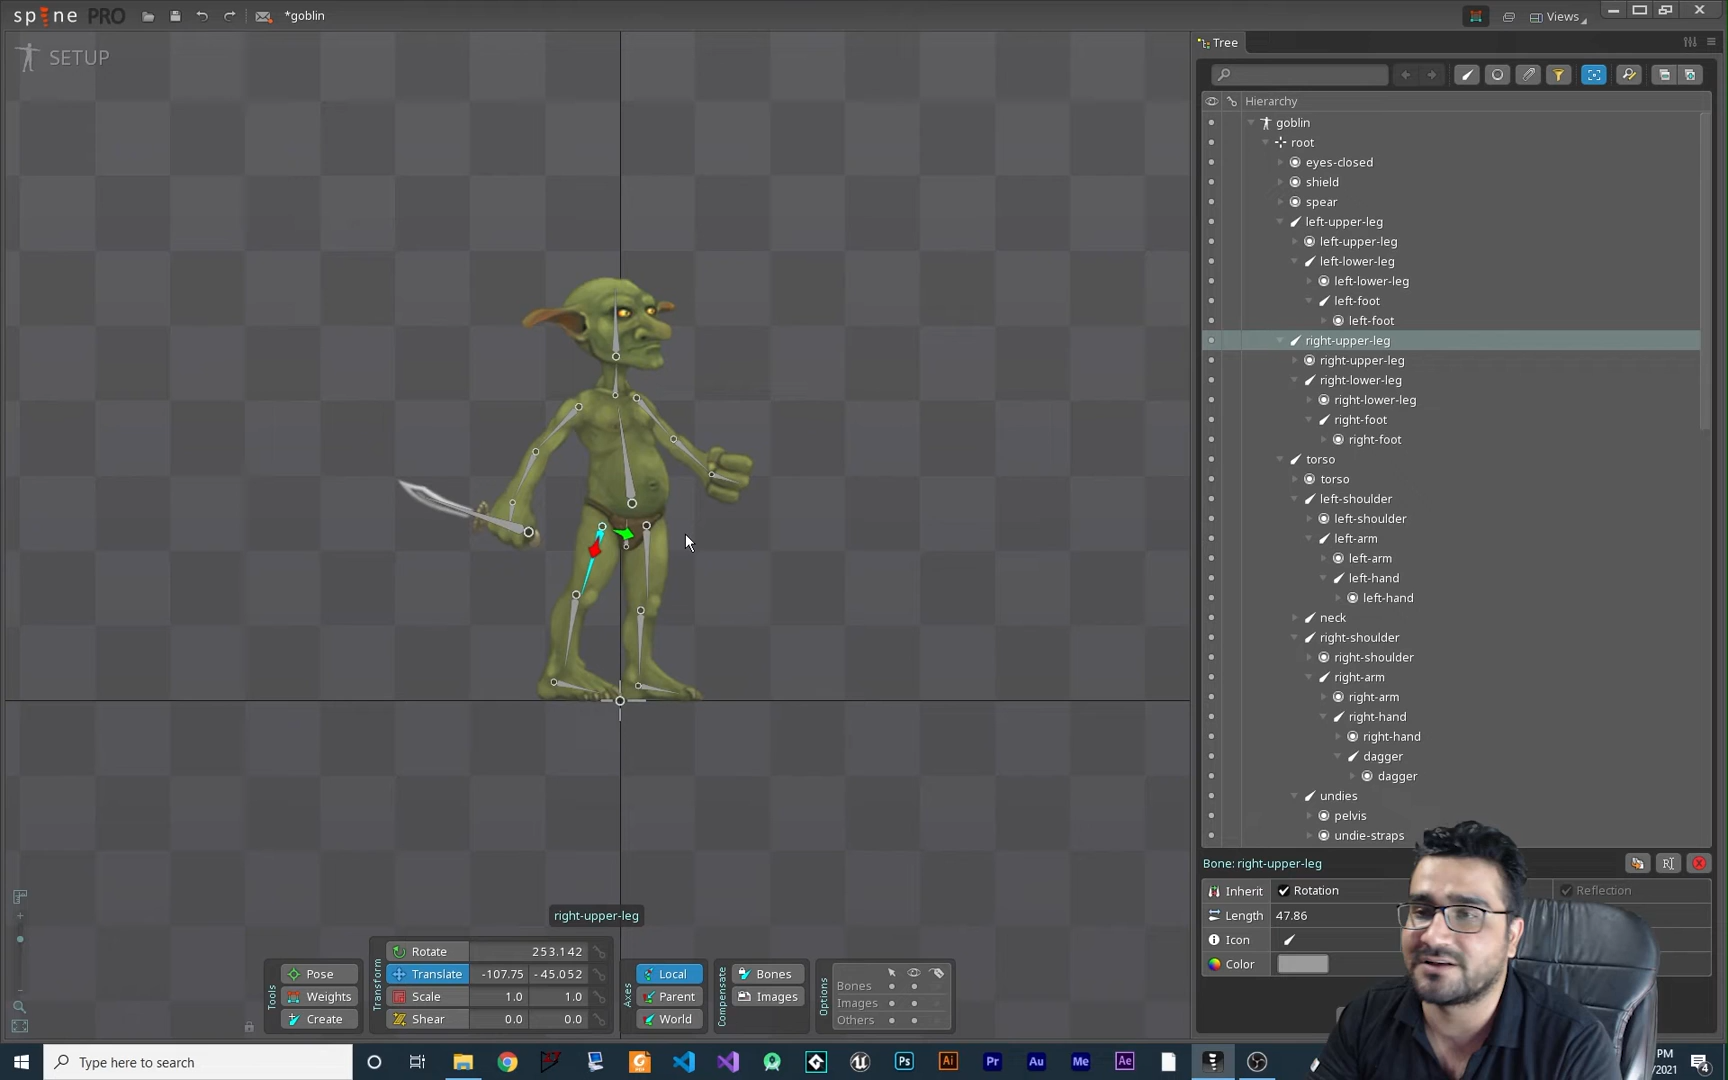 spine PRO
*goblin
Views
SETUP
Tree
Hierarchy
goblin
root
eyes-closed
shield
spear
left-upper-leg
left-upper-leg
left-lower-leg
left-lower-leg
left-foot
left-foot
right-upper-leg
right-upper-leg
right-lower-leg
right-lower-leg
right-foot
right-foot
torso
torso
left-shoulder
left-shoulder
left-arm
left-arm
left-hand
left-hand
neck
right-shoulder
right-shoulder
right-arm
right-arm
right-hand
right-hand
dagger
dagger
undies
pelvis
undie-straps
Bone: right-upper-leg
Inherit Rotation Reflection
Length 47.86
Icon
Color
right-upper-leg
Tools
Pose
Weights
Create
Transform
Rotate 253.142
Translate -107.75 -45.052
Scale 1.0 1.0
Shear 0.0 0.0
Axes
Local
Parent
World
Compensate
Bones
Images
Options
Bones
Images
Others
Type here to search
Ps Ai Pr Au Me Ae
PM
/2021
4